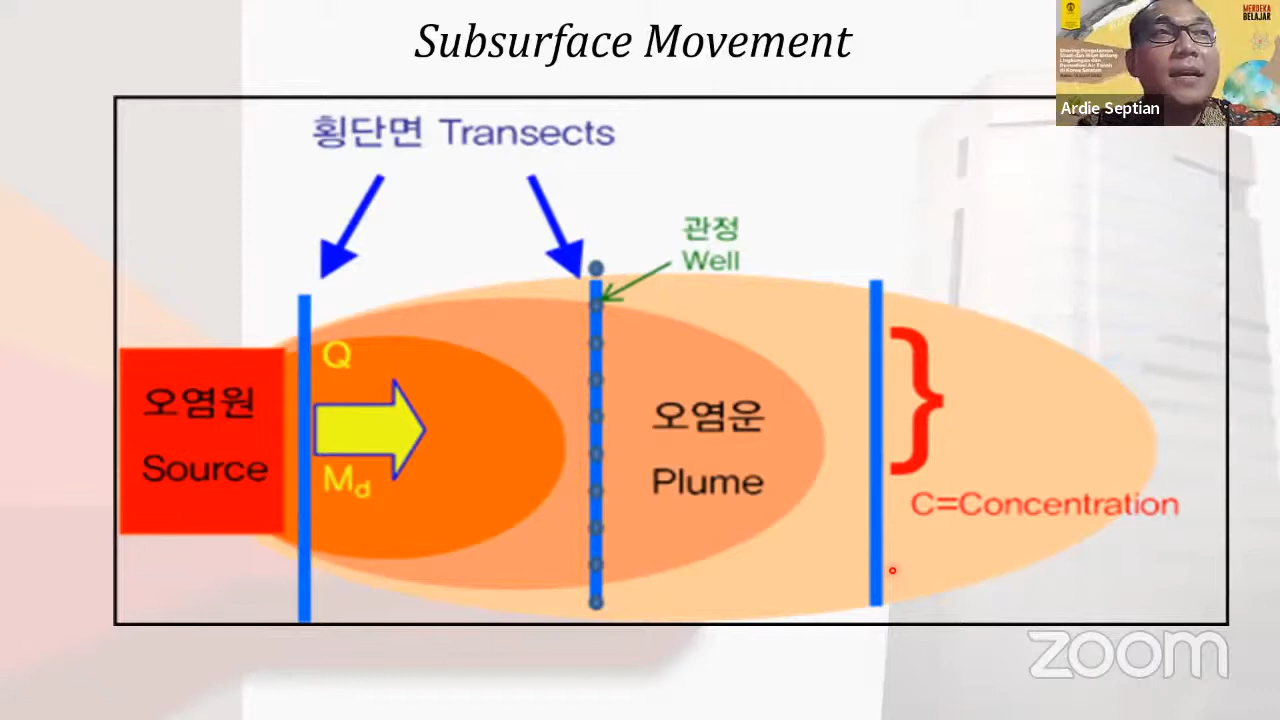 Subsurface Movement
MERDEKA
BELAJAR
Ardie Septian
횡단면 Transects
관정
Well
Q
오염원
Source
Md
오염운
Plume
C=Concentration
zoom